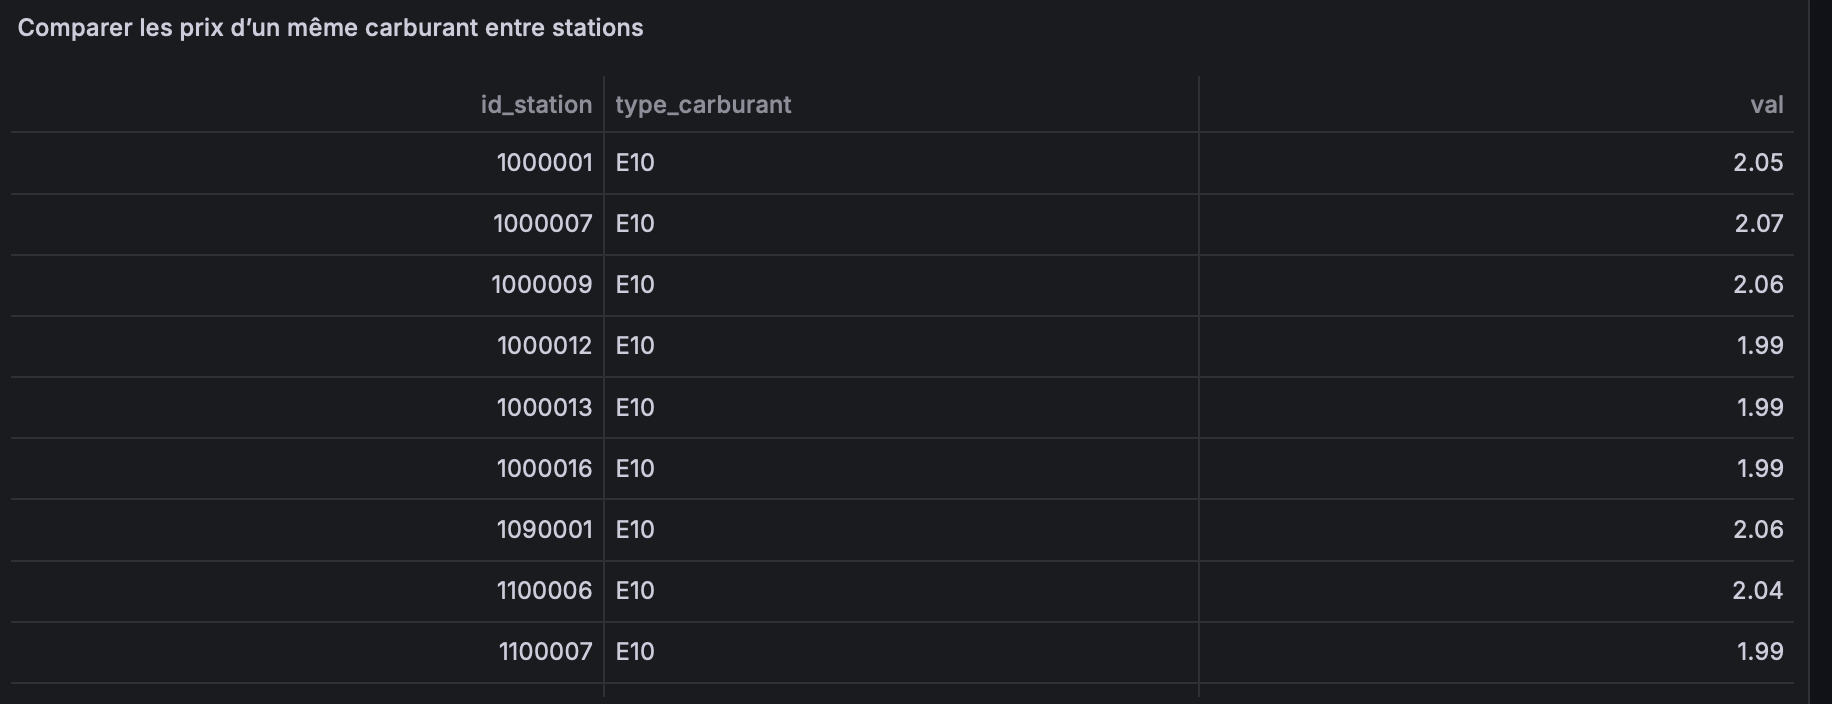 Comparer les prix d’un même carburant entre stations
id_station type_carburant val
1000001 E10 2.05
1000007 E10 2.07
1000009 E10 2.06
1000012 E10 1.99
1000013 E10 1.99
1000016 E10 1.99
1090001 E10 2.06
1100006 E10 2.04
1100007 E10 1.99